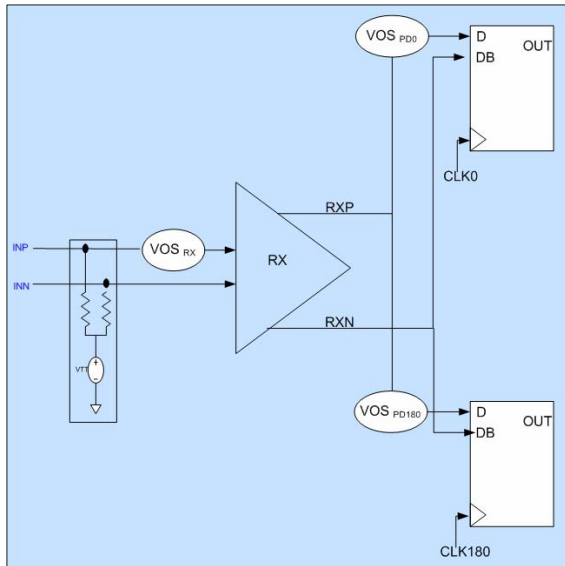 VOS PD0
D
OUT
DB
CLK0
RXP
INP
VOS RX
RX
INN
RXN
VTT
+
-
VOS PD180
D
OUT
DB
CLK180